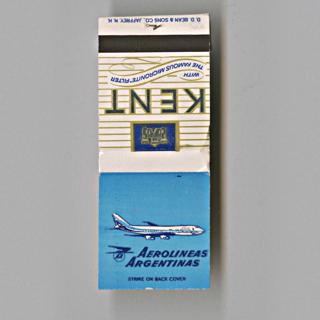 D. D. BEAN & SONS CO., JAFFREY, N. H.
WITH
THE FAMOUS "MICRONITE" FILTER
KENT
AEROLINEAS
ARGENTINAS
STRIKE ON BACK COVER